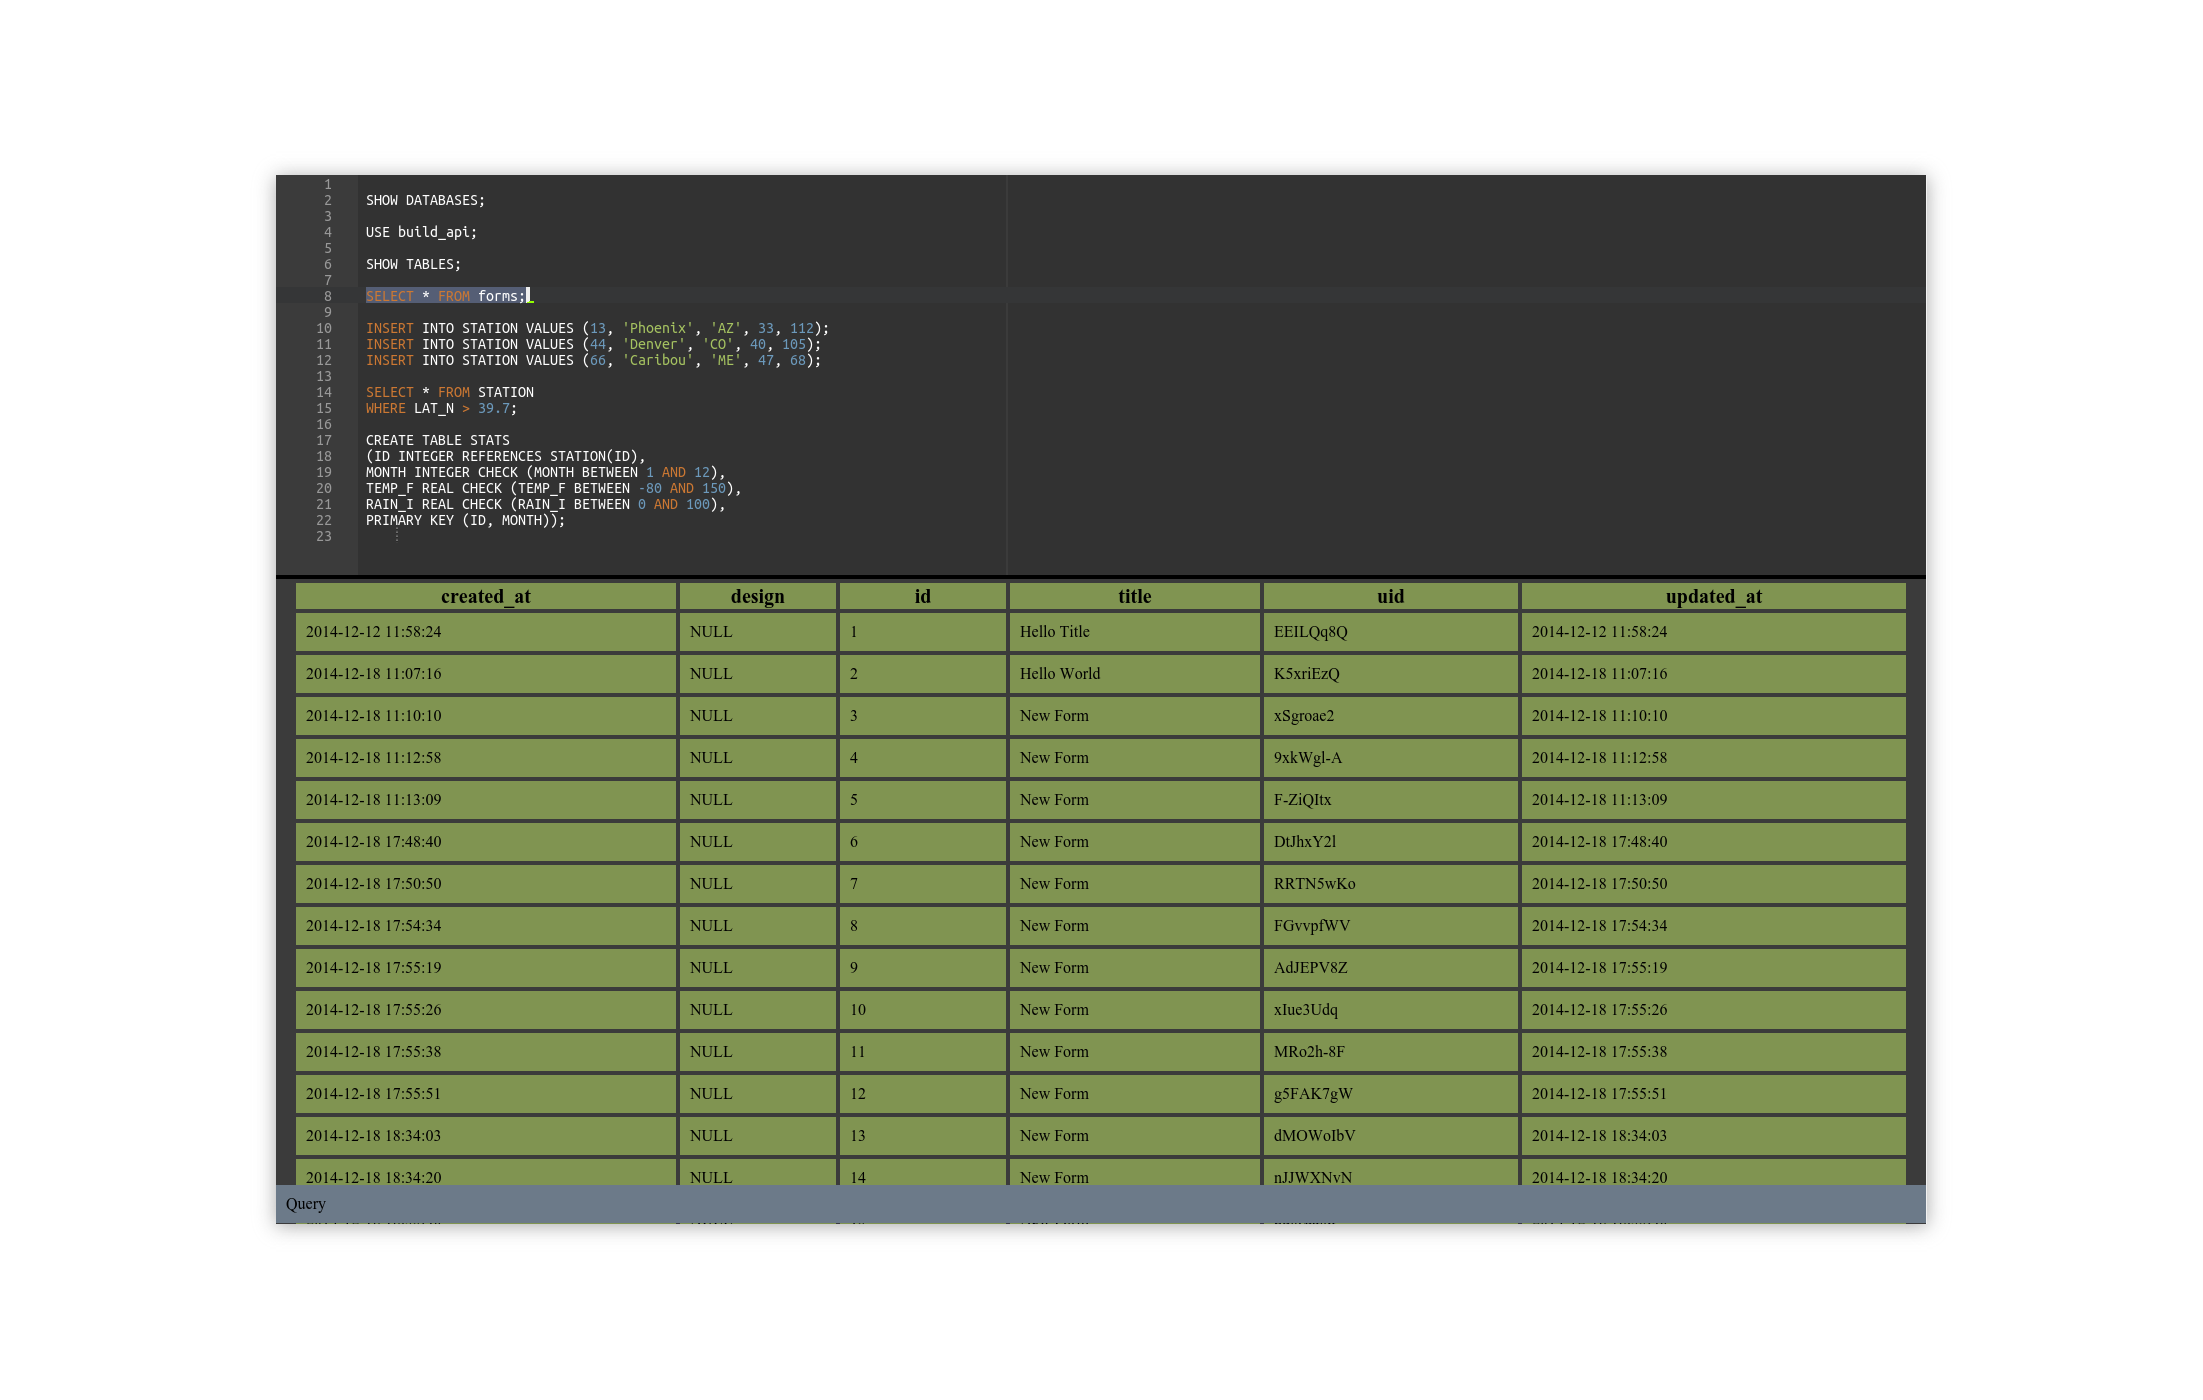 1
2 SHOW DATABASES;
3
4 USE build_api;
5
6 SHOW TABLES;
7
8 SELECT * FROM forms;
9
10 INSERT INTO STATION VALUES (13, 'Phoenix', 'AZ', 33, 112);
11 INSERT INTO STATION VALUES (44, 'Denver', 'CO', 40, 105);
12 INSERT INTO STATION VALUES (66, 'Caribou', 'ME', 47, 68);
13
14 SELECT * FROM STATION
15 WHERE LAT_N > 39.7;
16
17 CREATE TABLE STATS
18 (ID INTEGER REFERENCES STATION(ID),
19 MONTH INTEGER CHECK (MONTH BETWEEN 1 AND 12),
20 TEMP_F REAL CHECK (TEMP_F BETWEEN -80 AND 150),
21 RAIN_I REAL CHECK (RAIN_I BETWEEN 0 AND 100),
22 PRIMARY KEY (ID, MONTH));
23
created_at design id title uid updated_at
2014-12-12 11:58:24 NULL 1 Hello Title EEILQq8Q 2014-12-12 11:58:24
2014-12-18 11:07:16 NULL 2 Hello World K5xriEzQ 2014-12-18 11:07:16
2014-12-18 11:10:10 NULL 3 New Form xSgroae2 2014-12-18 11:10:10
2014-12-18 11:12:58 NULL 4 New Form 9xkWgl-A 2014-12-18 11:12:58
2014-12-18 11:13:09 NULL 5 New Form F-ZiQItx 2014-12-18 11:13:09
2014-12-18 17:48:40 NULL 6 New Form DtJhxY2l 2014-12-18 17:48:40
2014-12-18 17:50:50 NULL 7 New Form RRTN5wKo 2014-12-18 17:50:50
2014-12-18 17:54:34 NULL 8 New Form FGvvpfWV 2014-12-18 17:54:34
2014-12-18 17:55:19 NULL 9 New Form AdJEPV8Z 2014-12-18 17:55:19
2014-12-18 17:55:26 NULL 10 New Form xIue3Udq 2014-12-18 17:55:26
2014-12-18 17:55:38 NULL 11 New Form MRo2h-8F 2014-12-18 17:55:38
2014-12-18 17:55:51 NULL 12 New Form g5FAK7gW 2014-12-18 17:55:51
2014-12-18 18:34:03 NULL 13 New Form dMOWoIbV 2014-12-18 18:34:03
2014-12-18 18:34:20 NULL 14 New Form nJJWXNvN 2014-12-18 18:34:20
Query